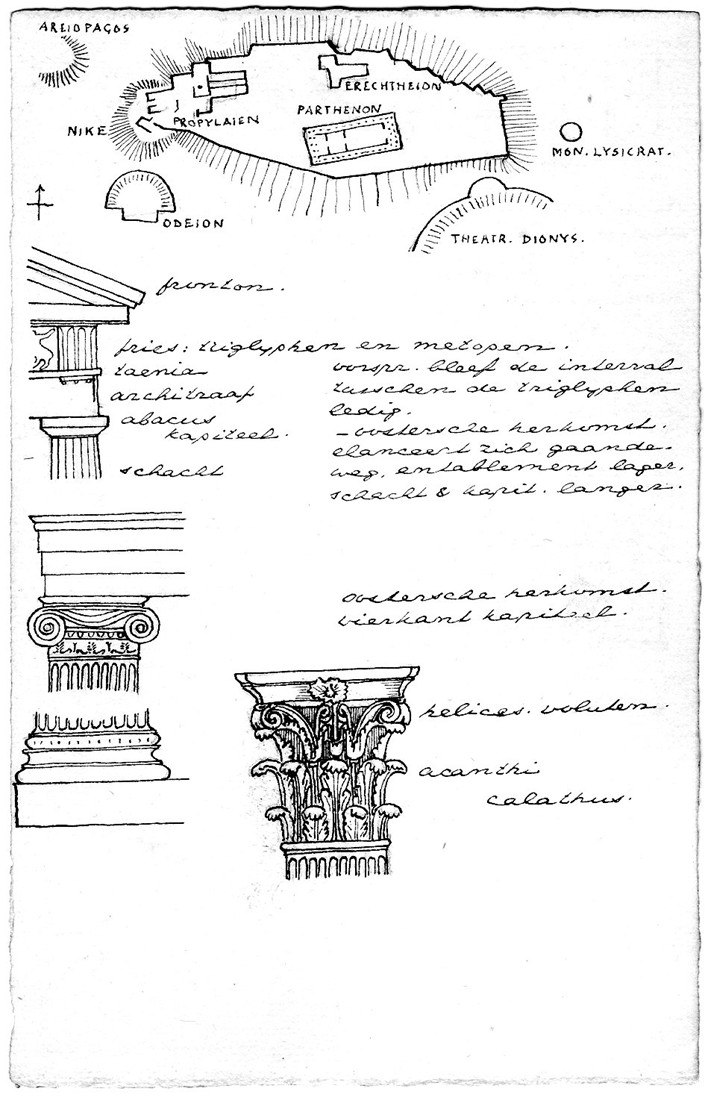 AREIOPAGOS
ERECHTHEION
PARTHENON
PROPYLAIEN
NIKE
MON. LYSICRAT.
ODEION
THEATR. DIONYS.
fronton.
fries: triglyphen en metopen.
taenia
architraaf
abacus
kapiteel.
schacht
oorspr. bleef de interval
tusschen de triglyphen
ledig.
- oostersche herkomst.
elanceert zich gaande-
weg, entablement lager,
schacht & kapit. langer.
oostersche herkomst.
vierkant kapiteel.
helices. voluten.
acanthi
calathus.